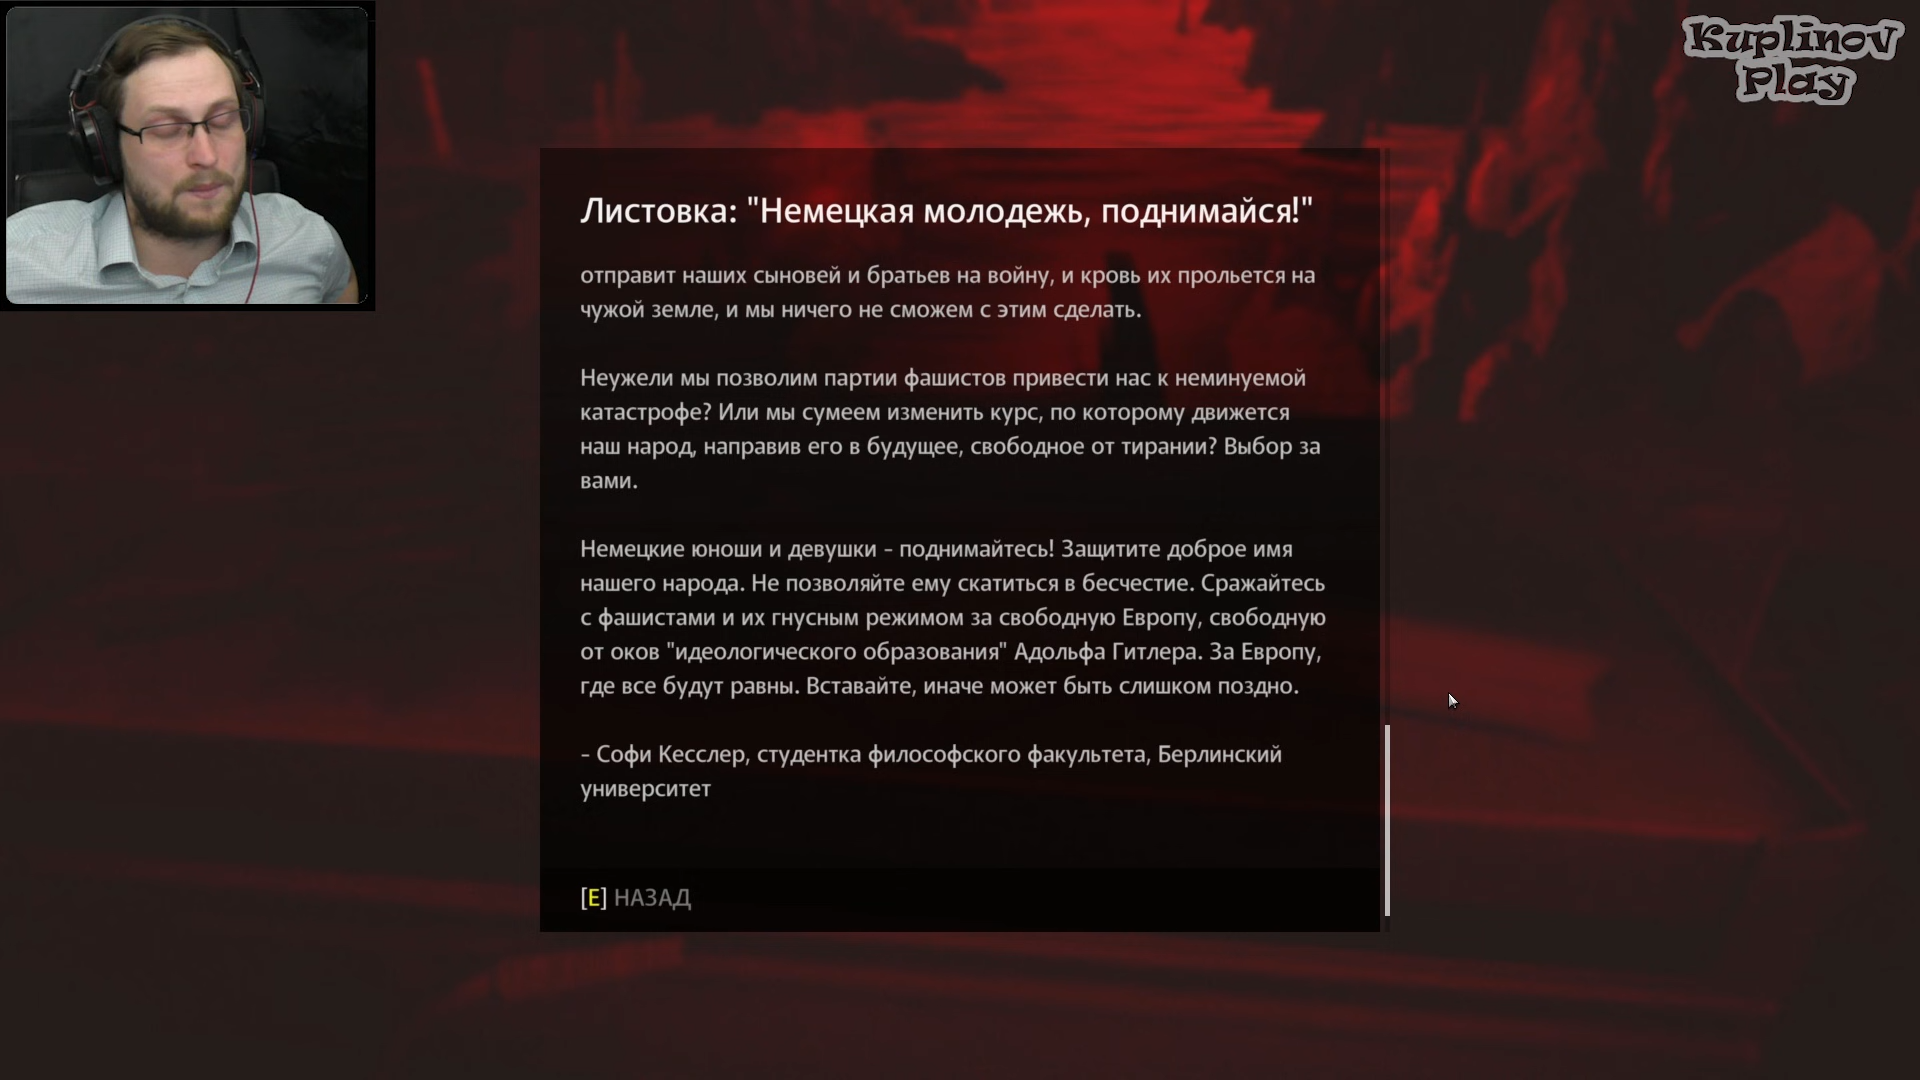 Kuplinov
Play
Листовка: "Немецкая молодежь, поднимайся!"
отправит наших сыновей и братьев на войну, и кровь их прольется на
чужой земле, и мы ничего не сможем с этим сделать.
Неужели мы позволим партии фашистов привести нас к неминуемой
катастрофе? Или мы сумеем изменить курс, по которому движется
наш народ, направив его в будущее, свободное от тирании? Выбор за
вами.
Немецкие юноши и девушки - поднимайтесь! Защитите доброе имя
нашего народа. Не позволяйте ему скатиться в бесчестие. Сражайтесь
с фашистами и их гнусным режимом за свободную Европу, свободную
от оков "идеологического образования" Адольфа Гитлера. За Европу,
где все будут равны. Вставайте, иначе может быть слишком поздно.
- Софи Кесслер, студентка философского факультета, Берлинский
университет
[E] НАЗАД